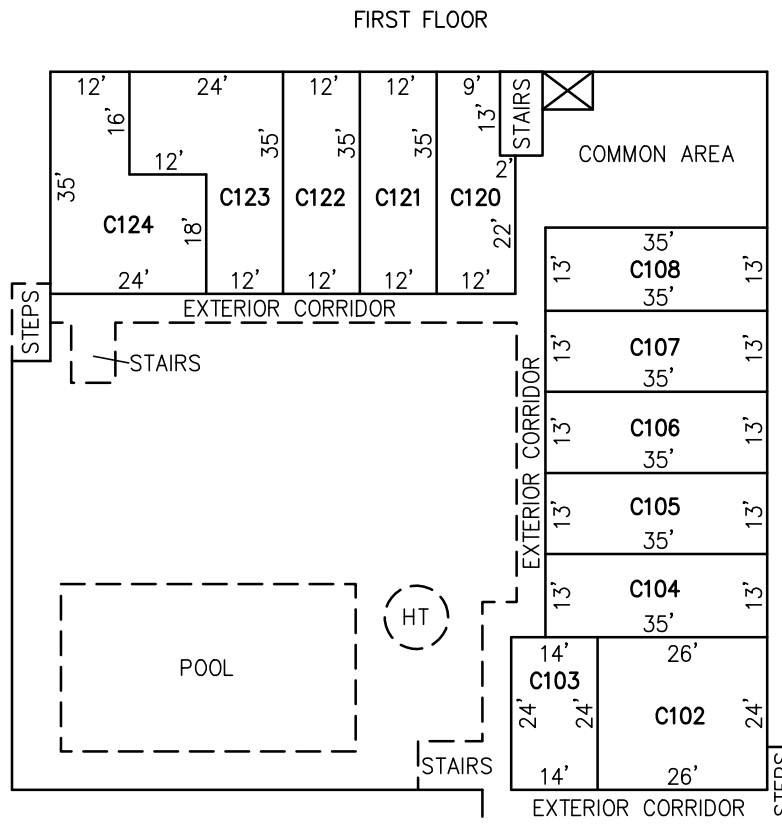 FIRST FLOOR
12' 24' 12' 12' 9'
16' 35' 35' 35' 13' STAIRS
COMMON AREA
12' 2'
35' C124 18' C123 C122 C121 C120 22'
24' 12' 12' 12' 12'
EXTERIOR CORRIDOR
STEPS
STAIRS
35'
13' C108 13'
35'
13' C107 13'
35'
EXTERIOR CORRIDOR
13' C106 13'
35'
13' C105 13'
35'
13' C104 13'
35'
HT
POOL
14' 26'
C103
24' 24' C102 24'
STAIRS
14' 26'
EXTERIOR CORRIDOR
STEPS